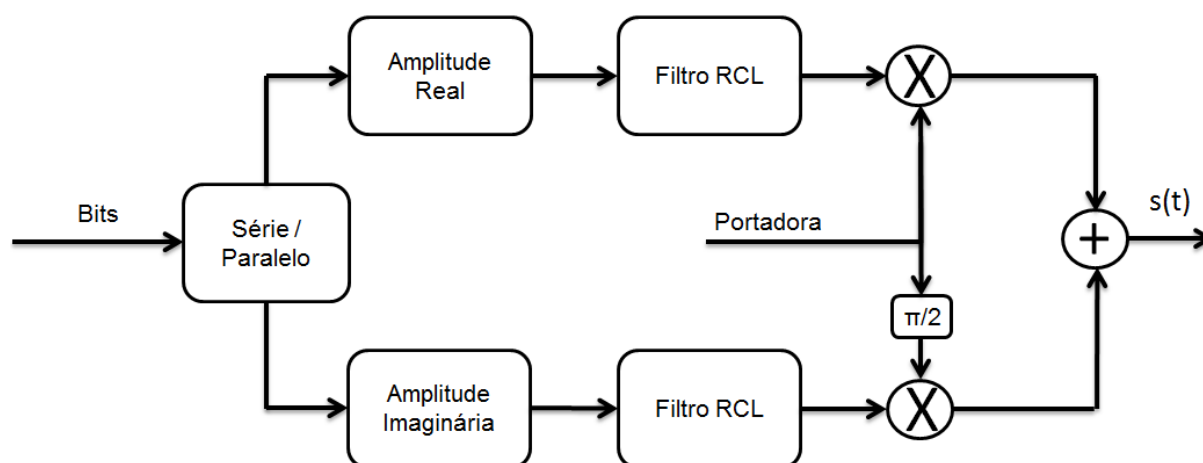 Bits
Série /
Paralelo
Amplitude
Real
Filtro RCL
X
Portadora
π/2
Amplitude
Imaginária
Filtro RCL
X
+
s(t)